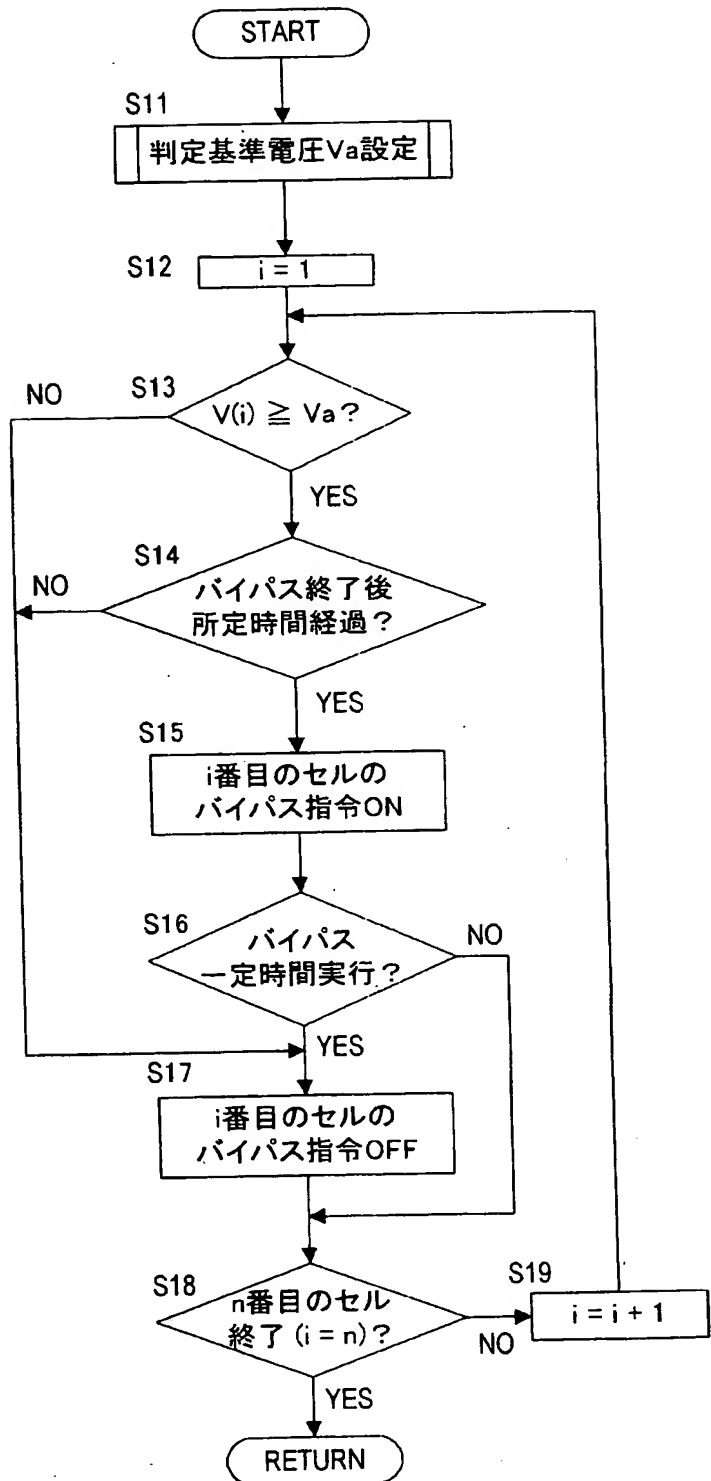 START
S11
判定基準電圧Va設定
S12
i = 1
S13
NO
V(i) ≧ Va?
YES
S14
NO
バイパス終了後
所定時間経過?
YES
S15
i番目のセルの
バイパス指令ON
S16
NO
バイパス
一定時間実行?
YES
S17
i番目のセルの
バイパス指令OFF
S18
n番目のセル
終了 (i = n)?
NO
S19
i = i + 1
YES
RETURN